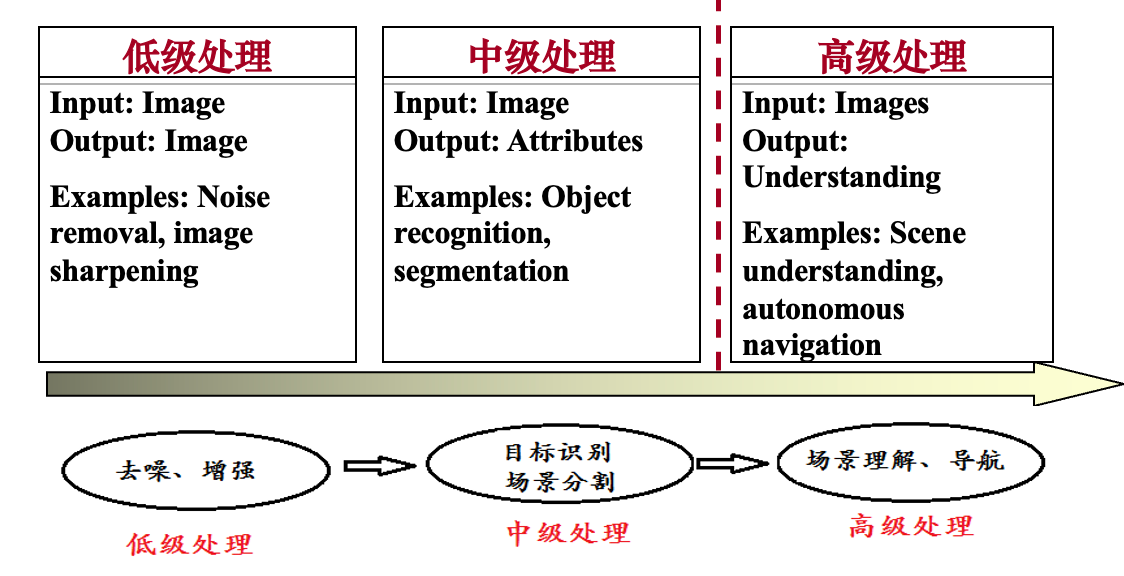 低级处理
Input: Image
Output: Image
Examples: Noise
removal, image
sharpening
中级处理
Input: Image
Output: Attributes
Examples: Object
recognition,
segmentation
高级处理
Input: Images
Output:
Understanding
Examples: Scene
understanding,
autonomous
navigation
去噪、增强
低级处理
目标识别
场景分割
中级处理
场景理解、导航
高级处理